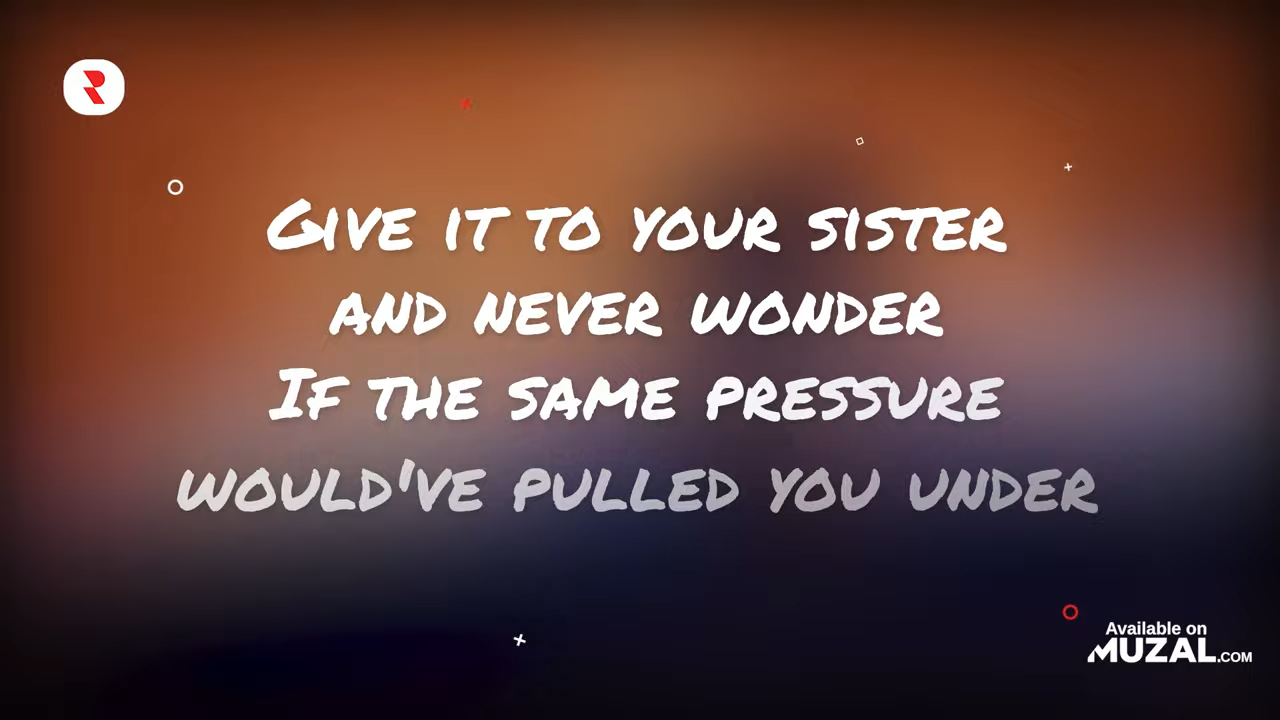 Give it to your sister
and never wonder
If the same pressure
would've pulled you under
Available on
MUZAL.COM